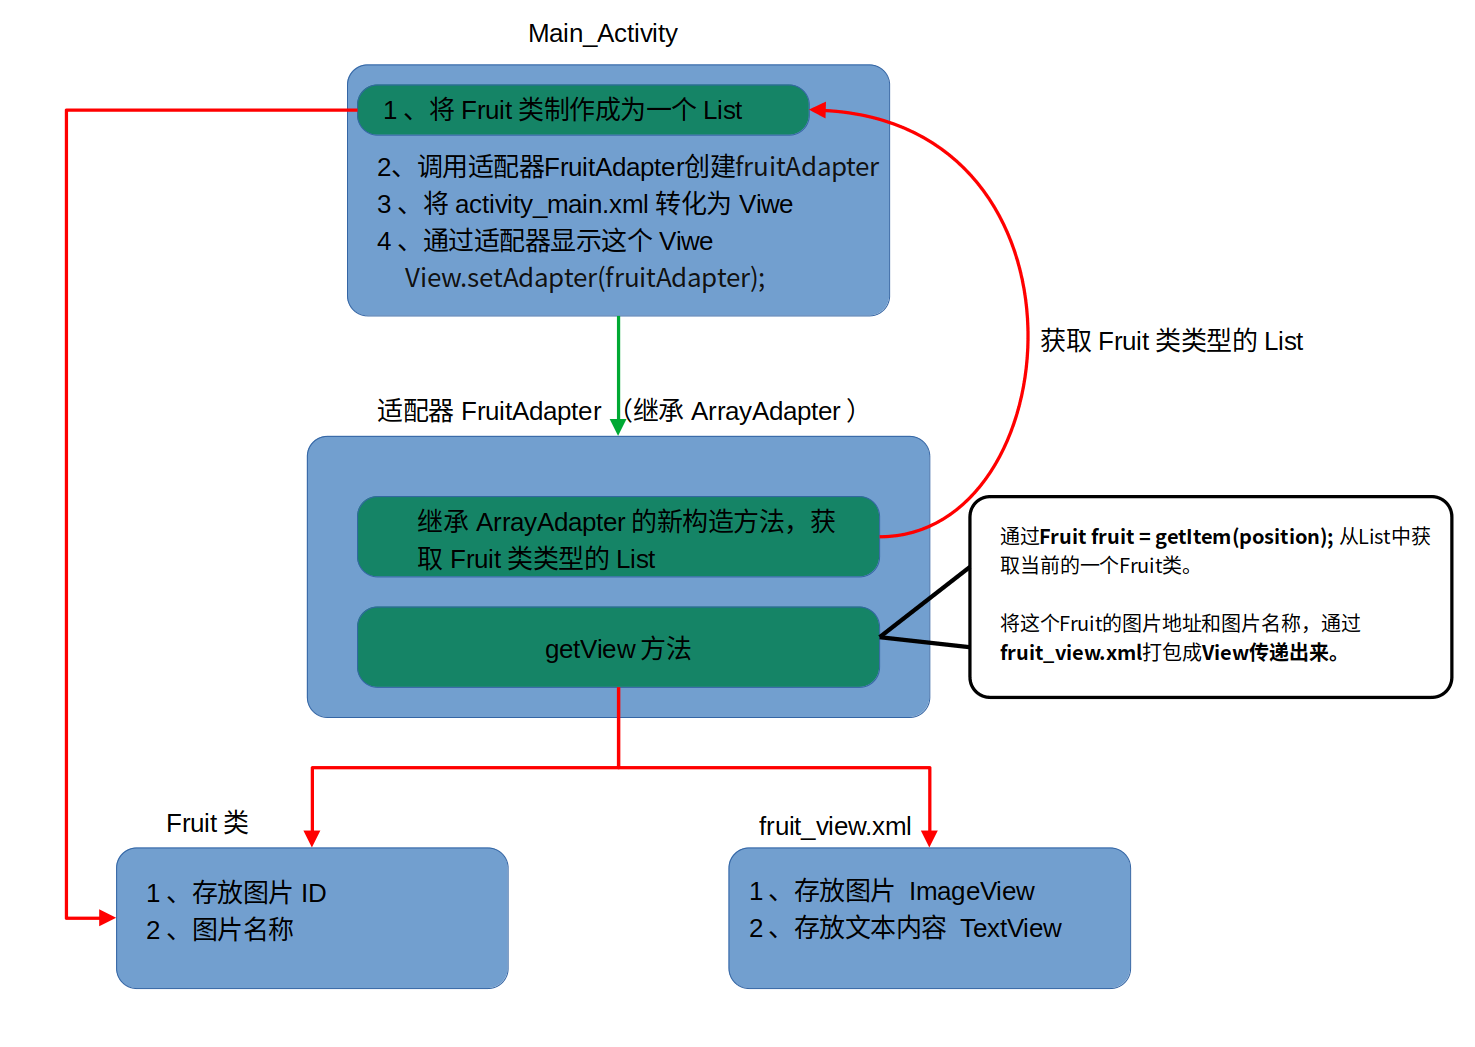 Main_Activity
1 、将 Fruit 类制作成为一个 List
2、调用适配器FruitAdapter创建fruitAdapter
3 、将 activity_main.xml 转化为 Viwe
4 、通过适配器显示这个 Viwe
View.setAdapter(fruitAdapter);
获取 Fruit 类类型的 List
适配器 FruitAdapter （继承 ArrayAdapter ）
继承 ArrayAdapter 的新构造方法，获
取 Fruit 类类型的 List
getView 方法
通过Fruit fruit = getItem(position); 从List中获
取当前的一个Fruit类。
将这个Fruit的图片地址和图片名称，通过
fruit_view.xml打包成View传递出来。
Fruit 类
1 、存放图片 ID
2 、图片名称
fruit_view.xml
1 、存放图片 ImageView
2 、存放文本内容 TextView